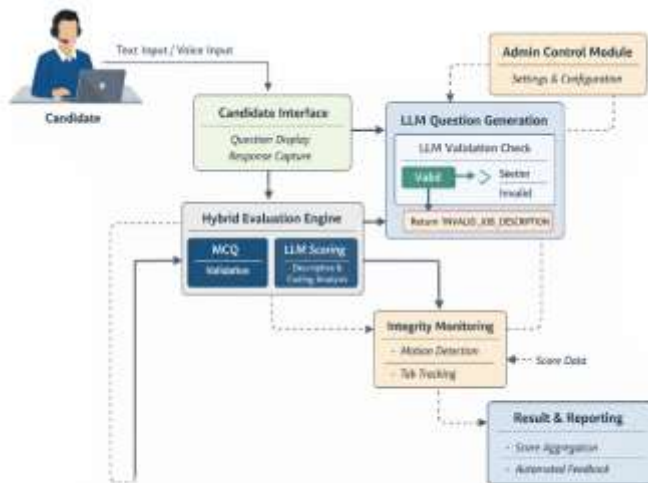 Text Input / Voice Input
Candidate
Admin Control Module
Settings & Configuration
Candidate Interface
Question Display
Response Capture
LLM Question Generation
LLM Validation Check
Valid
Invalid
Return 'INVALID_JOB_DESCRIPTION
Hybrid Evaluation Engine
MCQ
Validation
LLM Scoring
Descriptive &
Coding Analysis
Integrity Monitoring
- Motion Detection
- Tab Tracking
Score Data
Result & Reporting
- Score Aggregation
- Automated Feedback